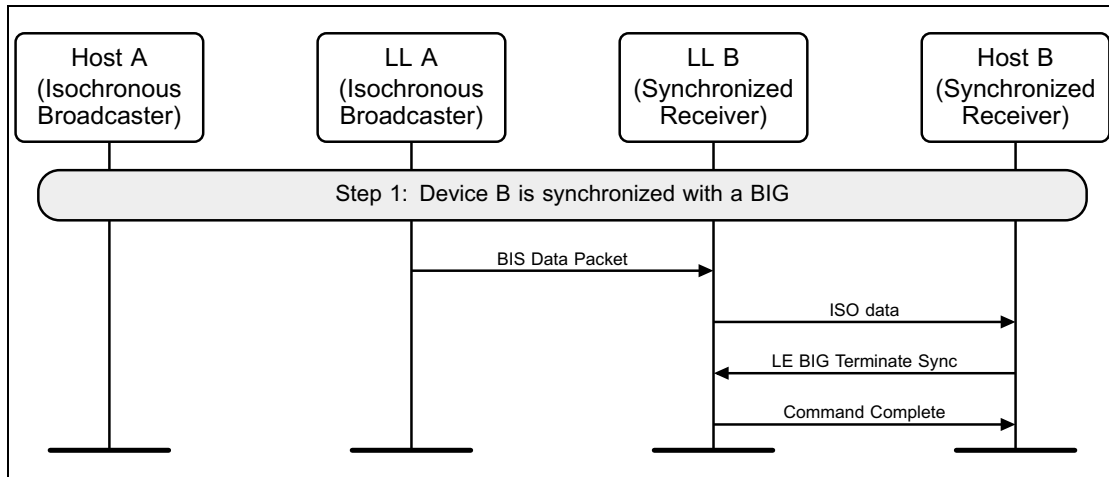 Host A
(Isochronous
Broadcaster)
LL A
(Isochronous
Broadcaster)
LL B
(Synchronized
Receiver)
Host B
(Synchronized
Receiver)
Step 1: Device B is synchronized with a BIG
BIS Data Packet
ISO data
LE BIG Terminate Sync
Command Complete